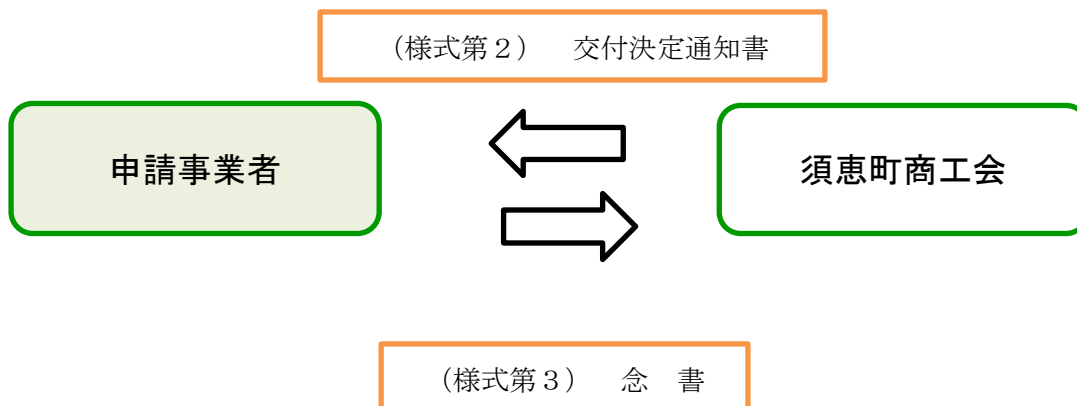 （様式第２）　交付決定通知書
申請事業者
須恵町商工会
（様式第３）　念　書